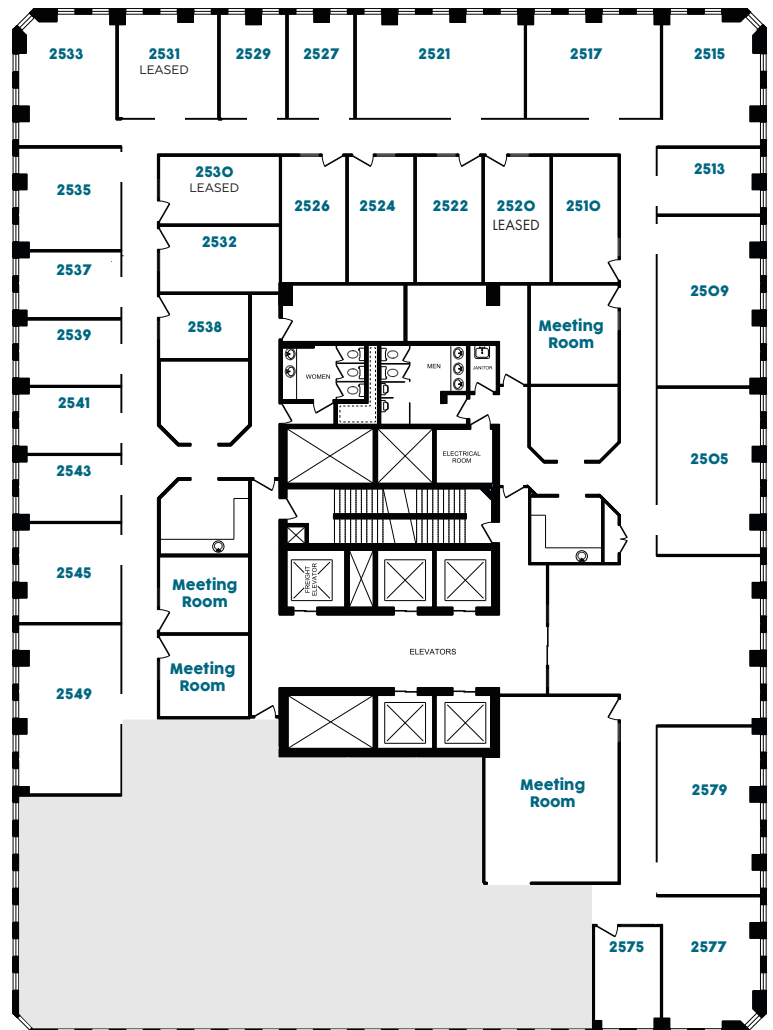 2533
2531
LEASED
2529
2527
2521
2517
2515
2535
2530
LEASED
2526
2524
2522
2520
LEASED
2510
2513
2532
2537
2509
2538
2539
Meeting
Room
WOMEN
MEN
JANITOR
2541
2543
ELECTRICAL
ROOM
2505
2545
FREIGHT
ELEVATOR
Meeting
Room
ELEVATORS
Meeting
Room
2549
Meeting
Room
2579
2575
2577